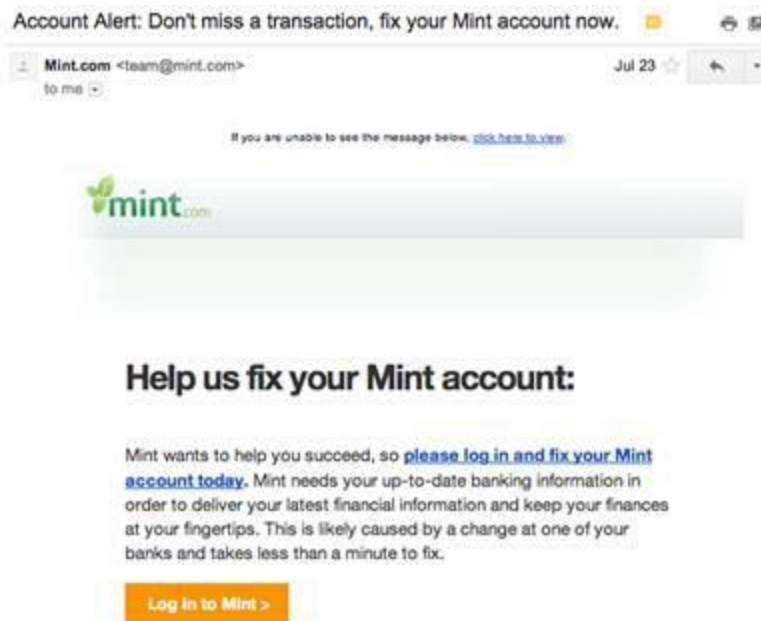 Account Alert: Don't miss a transaction, fix your Mint account now.
Mint.com <team@mint.com>
Jul 23
to me
If you are unable to see the message below, click here to view.
mint.com
Help us fix your Mint account:
Mint wants to help you succeed, so please log in and fix your Mint
account today. Mint needs your up-to-date banking information in
order to deliver your latest financial information and keep your finances
at your fingertips. This is likely caused by a change at one of your
banks and takes less than a minute to fix.
Log in to Mint >